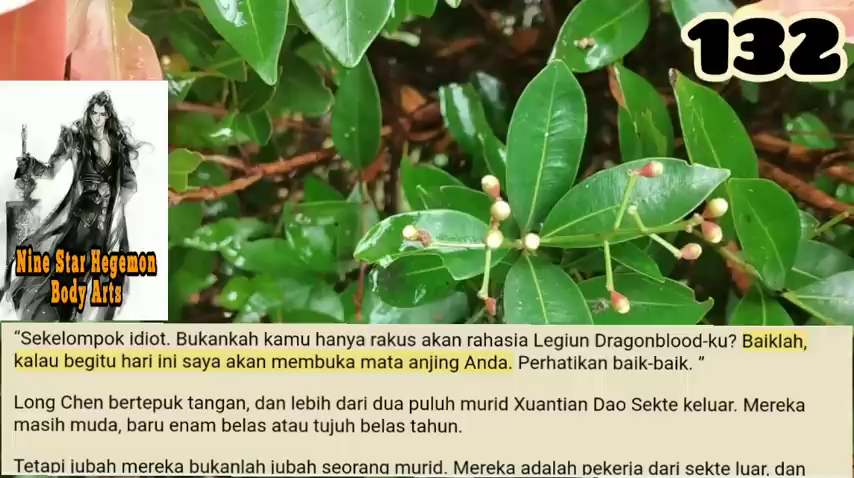 132
Nine Star Hegemon
Body Arts
“Sekelompok idiot. Bukankah kamu hanya rakus akan rahasia Legiun Dragonblood-ku? Baiklah,
kalau begitu hari ini saya akan membuka mata anjing Anda. Perhatikan baik-baik. ”
Long Chen bertepuk tangan, dan lebih dari dua puluh murid Xuantian Dao Sekte keluar. Mereka
masih muda, baru enam belas atau tujuh belas tahun.
Tetapi jubah mereka bukanlah jubah seorang murid. Mereka adalah pekerja dari sekte luar, dan